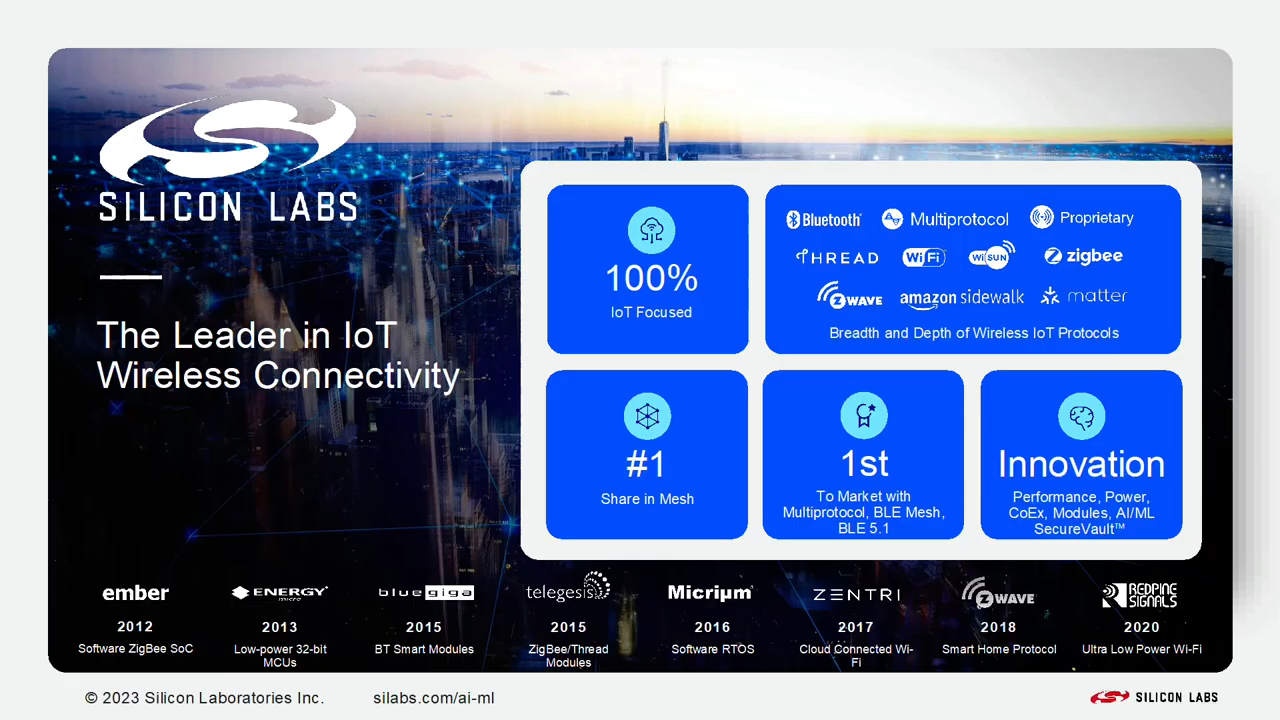 SILICON LABS
The Leader in IoT
Wireless Connectivity
100%
IoT Focused
Bluetooth® Multiprotocol Proprietary
THREAD WiFi Wi SUN zigbee
Z WAVE amazon sidewalk matter
Breadth and Depth of Wireless IoT Protocols
#1
Share in Mesh
1st
To Market with
Multiprotocol, BLE Mesh,
BLE 5.1
Innovation
Performance, Power,
CoEx, Modules, AI/ML
SecureVault™
ember
2012
Software ZigBee SoC
ENERGY®
micro
2013
Low-power 32-bit
MCUs
bluegiga
2015
BT Smart Modules
telegesis
2015
ZigBee/Thread
Modules
Micriµm®
2016
Software RTOS
ZENTRI
2017
Cloud Connected Wi-
Fi
Z WAVE
2018
Smart Home Protocol
REDPINE
SIGNALS
2020
Ultra Low Power Wi-Fi
© 2023 Silicon Laboratories Inc. silabs.com/ai-ml SILICON LABS